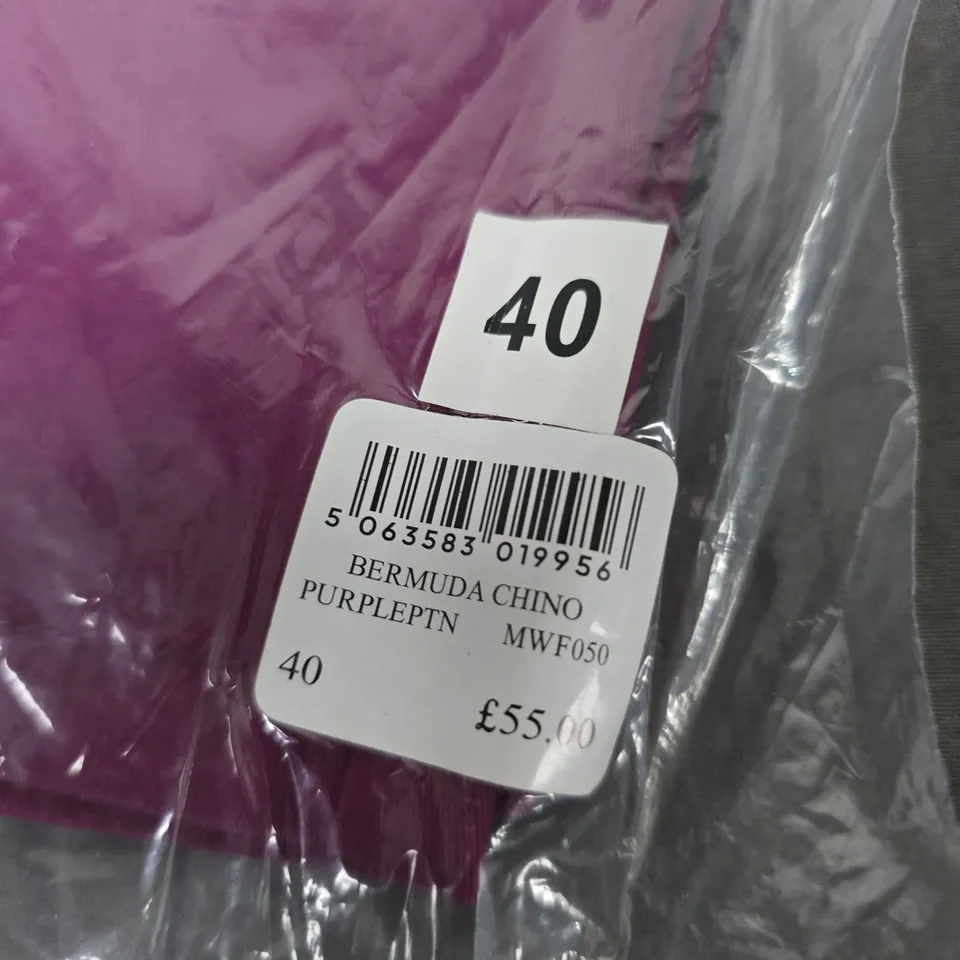 40
5 063583 019956
BERMUDA CHINO
PURPLEPTN MWF050
40
£55.00